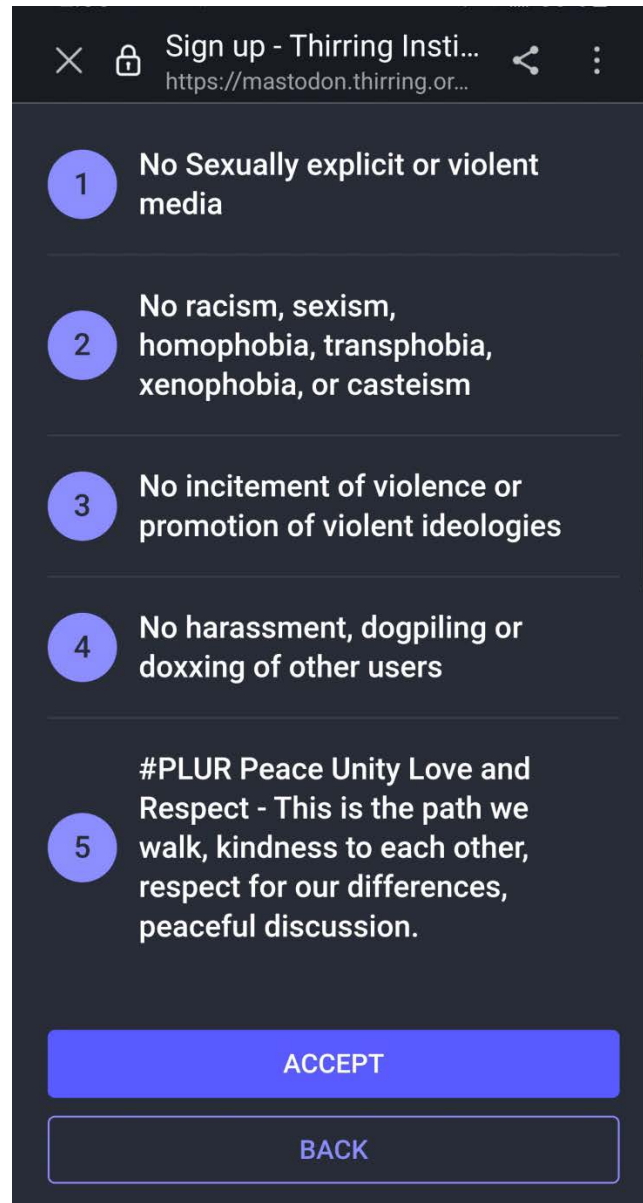 Sign up - Thirring Insti...
https://mastodon.thirring.or...
1
No Sexually explicit or violent
media
2
No racism, sexism,
homophobia, transphobia,
xenophobia, or casteism
3
No incitement of violence or
promotion of violent ideologies
4
No harassment, dogpiling or
doxxing of other users
5
#PLUR Peace Unity Love and
Respect - This is the path we
walk, kindness to each other,
respect for our differences,
peaceful discussion.
ACCEPT
BACK